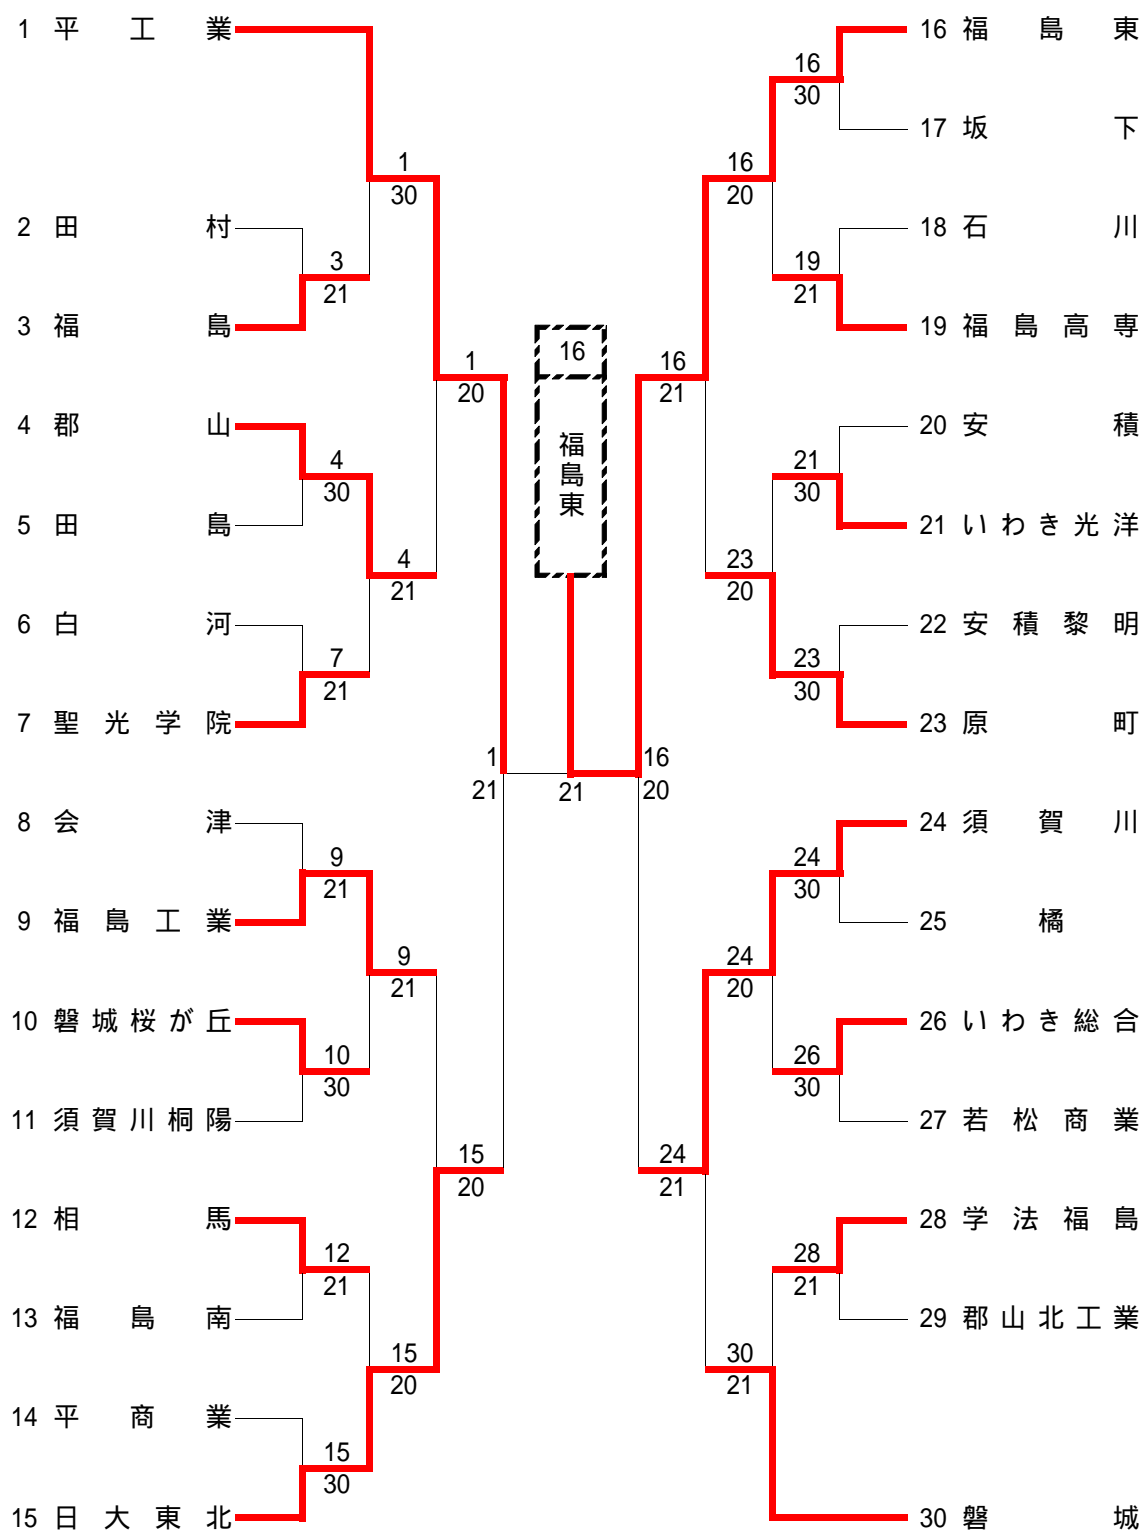 1 平工業
16 福島東
16
30
17 坂下
1
30
16
20
2 田村
18 石川
3
21
19
21
3 福島
19 福島高専
16
福島東
1
20
16
21
4 郡山
20 安積
4
30
21
30
5 田島
21 いわき光洋
4
21
23
20
6 白河
22 安積黎明
7
21
23
30
7 聖光学院
23 原町
1
21
21
16
20
8 会津
24 須賀川
9
21
24
30
9 福島工業
25 橘
9
21
24
20
10 磐城桜が丘
26 いわき総合
10
30
26
30
11 須賀川桐陽
27 若松商業
15
20
24
21
12 相馬
28 学法福島
12
21
28
21
13 福島南
29 郡山北工業
15
20
30
21
14 平商業
15
30
15 日大東北
30 磐城